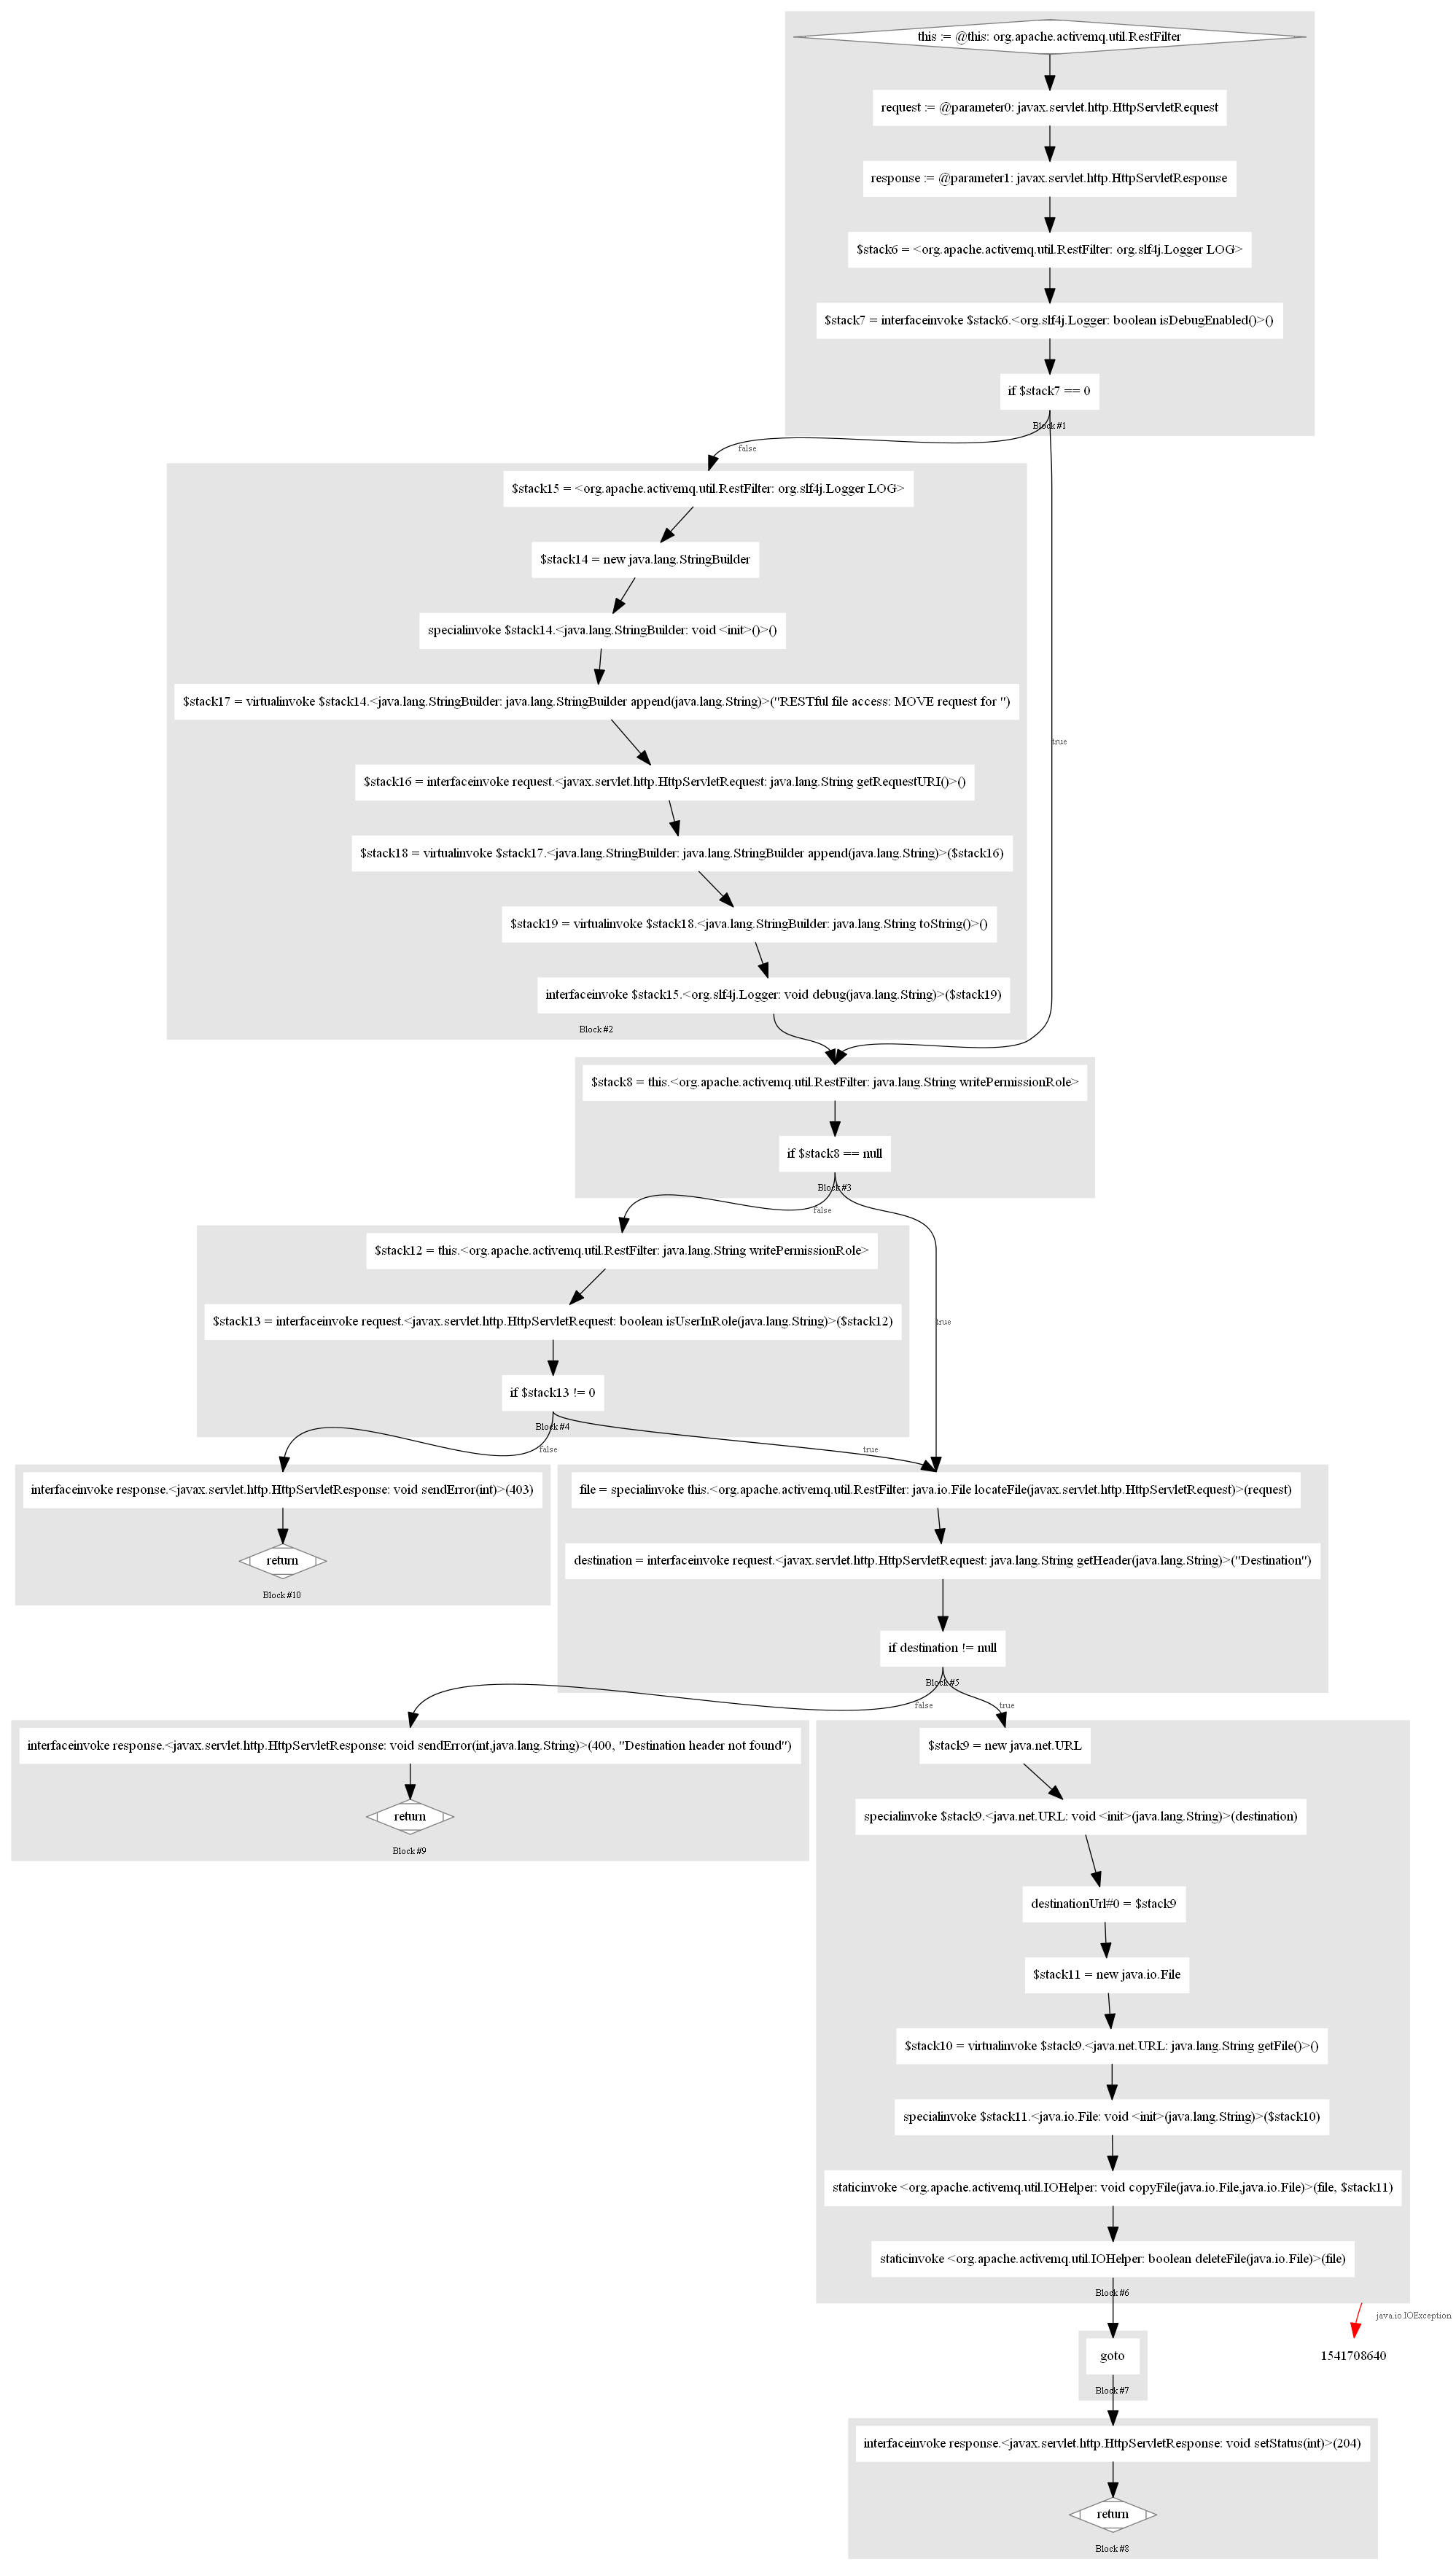 this := @this: org.apache.activemq.util.RestFilter
request := @parameter0: javax.servlet.http.HttpServletRequest
response := @parameter1: javax.servlet.http.HttpServletResponse
$stack6 = <org.apache.activemq.util.RestFilter: org.slf4j.Logger LOG>
$stack7 = interfaceinvoke $stack6.<org.slf4j.Logger: boolean isDebugEnabled()>()
if $stack7 == 0
Block #1
false
$stack15 = <org.apache.activemq.util.RestFilter: org.slf4j.Logger LOG>
$stack14 = new java.lang.StringBuilder
specialinvoke $stack14.<java.lang.StringBuilder: void <init>()>()
$stack17 = virtualinvoke $stack14.<java.lang.StringBuilder: java.lang.StringBuilder append(java.lang.String)>("RESTful file access: MOVE request for ")
true
$stack16 = interfaceinvoke request.<javax.servlet.http.HttpServletRequest: java.lang.String getRequestURI()>()
$stack18 = virtualinvoke $stack17.<java.lang.StringBuilder: java.lang.StringBuilder append(java.lang.String)>($stack16)
$stack19 = virtualinvoke $stack18.<java.lang.StringBuilder: java.lang.String toString()>()
interfaceinvoke $stack15.<org.slf4j.Logger: void debug(java.lang.String)>($stack19)
Block #2
$stack8 = this.<org.apache.activemq.util.RestFilter: java.lang.String writePermissionRole>
if $stack8 == null
Block #3
false
$stack12 = this.<org.apache.activemq.util.RestFilter: java.lang.String writePermissionRole>
$stack13 = interfaceinvoke request.<javax.servlet.http.HttpServletRequest: boolean isUserInRole(java.lang.String)>($stack12)
true
if $stack13 != 0
Block #4
false
true
interfaceinvoke response.<javax.servlet.http.HttpServletResponse: void sendError(int)>(403)
return
Block #10
file = specialinvoke this.<org.apache.activemq.util.RestFilter: java.io.File locateFile(javax.servlet.http.HttpServletRequest)>(request)
destination = interfaceinvoke request.<javax.servlet.http.HttpServletRequest: java.lang.String getHeader(java.lang.String)>("Destination")
if destination != null
Block #5
false
true
interfaceinvoke response.<javax.servlet.http.HttpServletResponse: void sendError(int,java.lang.String)>(400, "Destination header not found")
return
Block #9
$stack9 = new java.net.URL
specialinvoke $stack9.<java.net.URL: void <init>(java.lang.String)>(destination)
destinationUrl#0 = $stack9
$stack11 = new java.io.File
$stack10 = virtualinvoke $stack9.<java.net.URL: java.lang.String getFile()>()
specialinvoke $stack11.<java.io.File: void <init>(java.lang.String)>($stack10)
staticinvoke <org.apache.activemq.util.IOHelper: void copyFile(java.io.File,java.io.File)>(file, $stack11)
staticinvoke <org.apache.activemq.util.IOHelper: boolean deleteFile(java.io.File)>(file)
Block #6
java.io.IOException
goto
Block #7
1541708640
interfaceinvoke response.<javax.servlet.http.HttpServletResponse: void setStatus(int)>(204)
return
Block #8